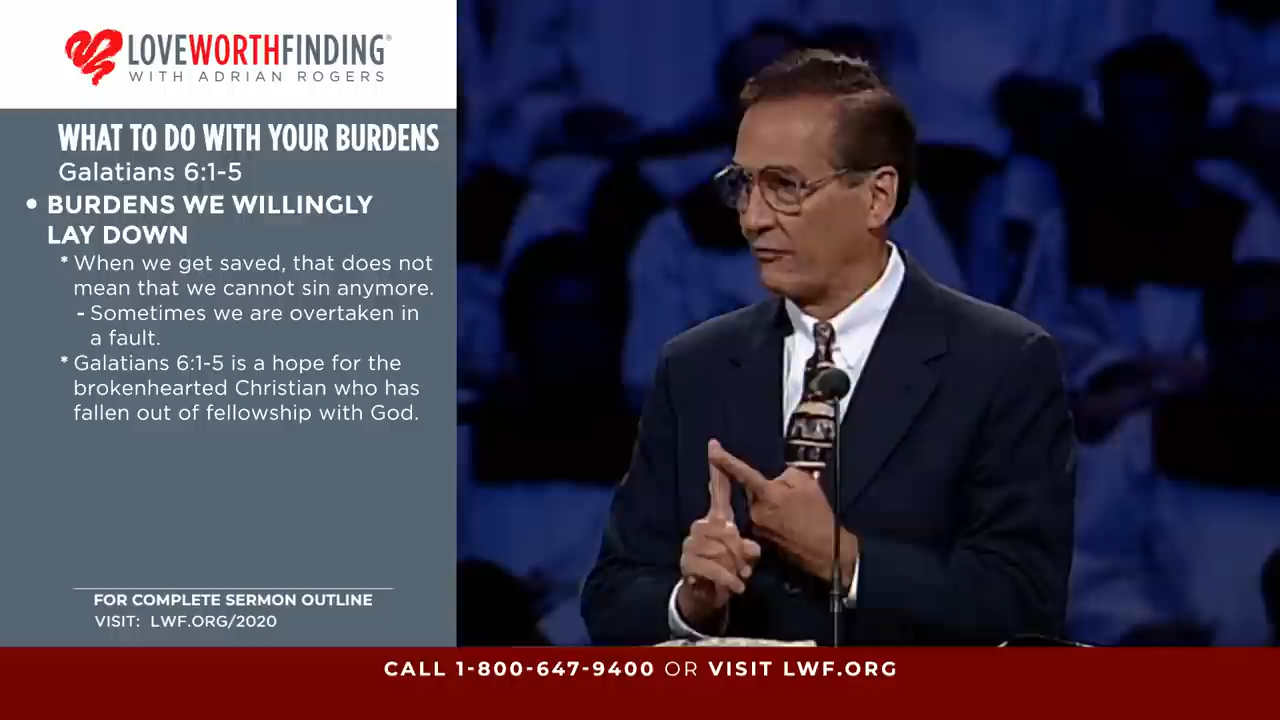 LOVEWORTHFINDING®
WITH ADRIAN ROGERS
WHAT TO DO WITH YOUR BURDENS
Galatians 6:1-5
• BURDENS WE WILLINGLY
LAY DOWN
* When we get saved, that does not
mean that we cannot sin anymore.
- Sometimes we are overtaken in
a fault.
* Galatians 6:1-5 is a hope for the
brokenhearted Christian who has
fallen out of fellowship with God.
FOR COMPLETE SERMON OUTLINE
VISIT: LWF.ORG/2020
CALL 1-800-647-9400 OR VISIT LWF.ORG